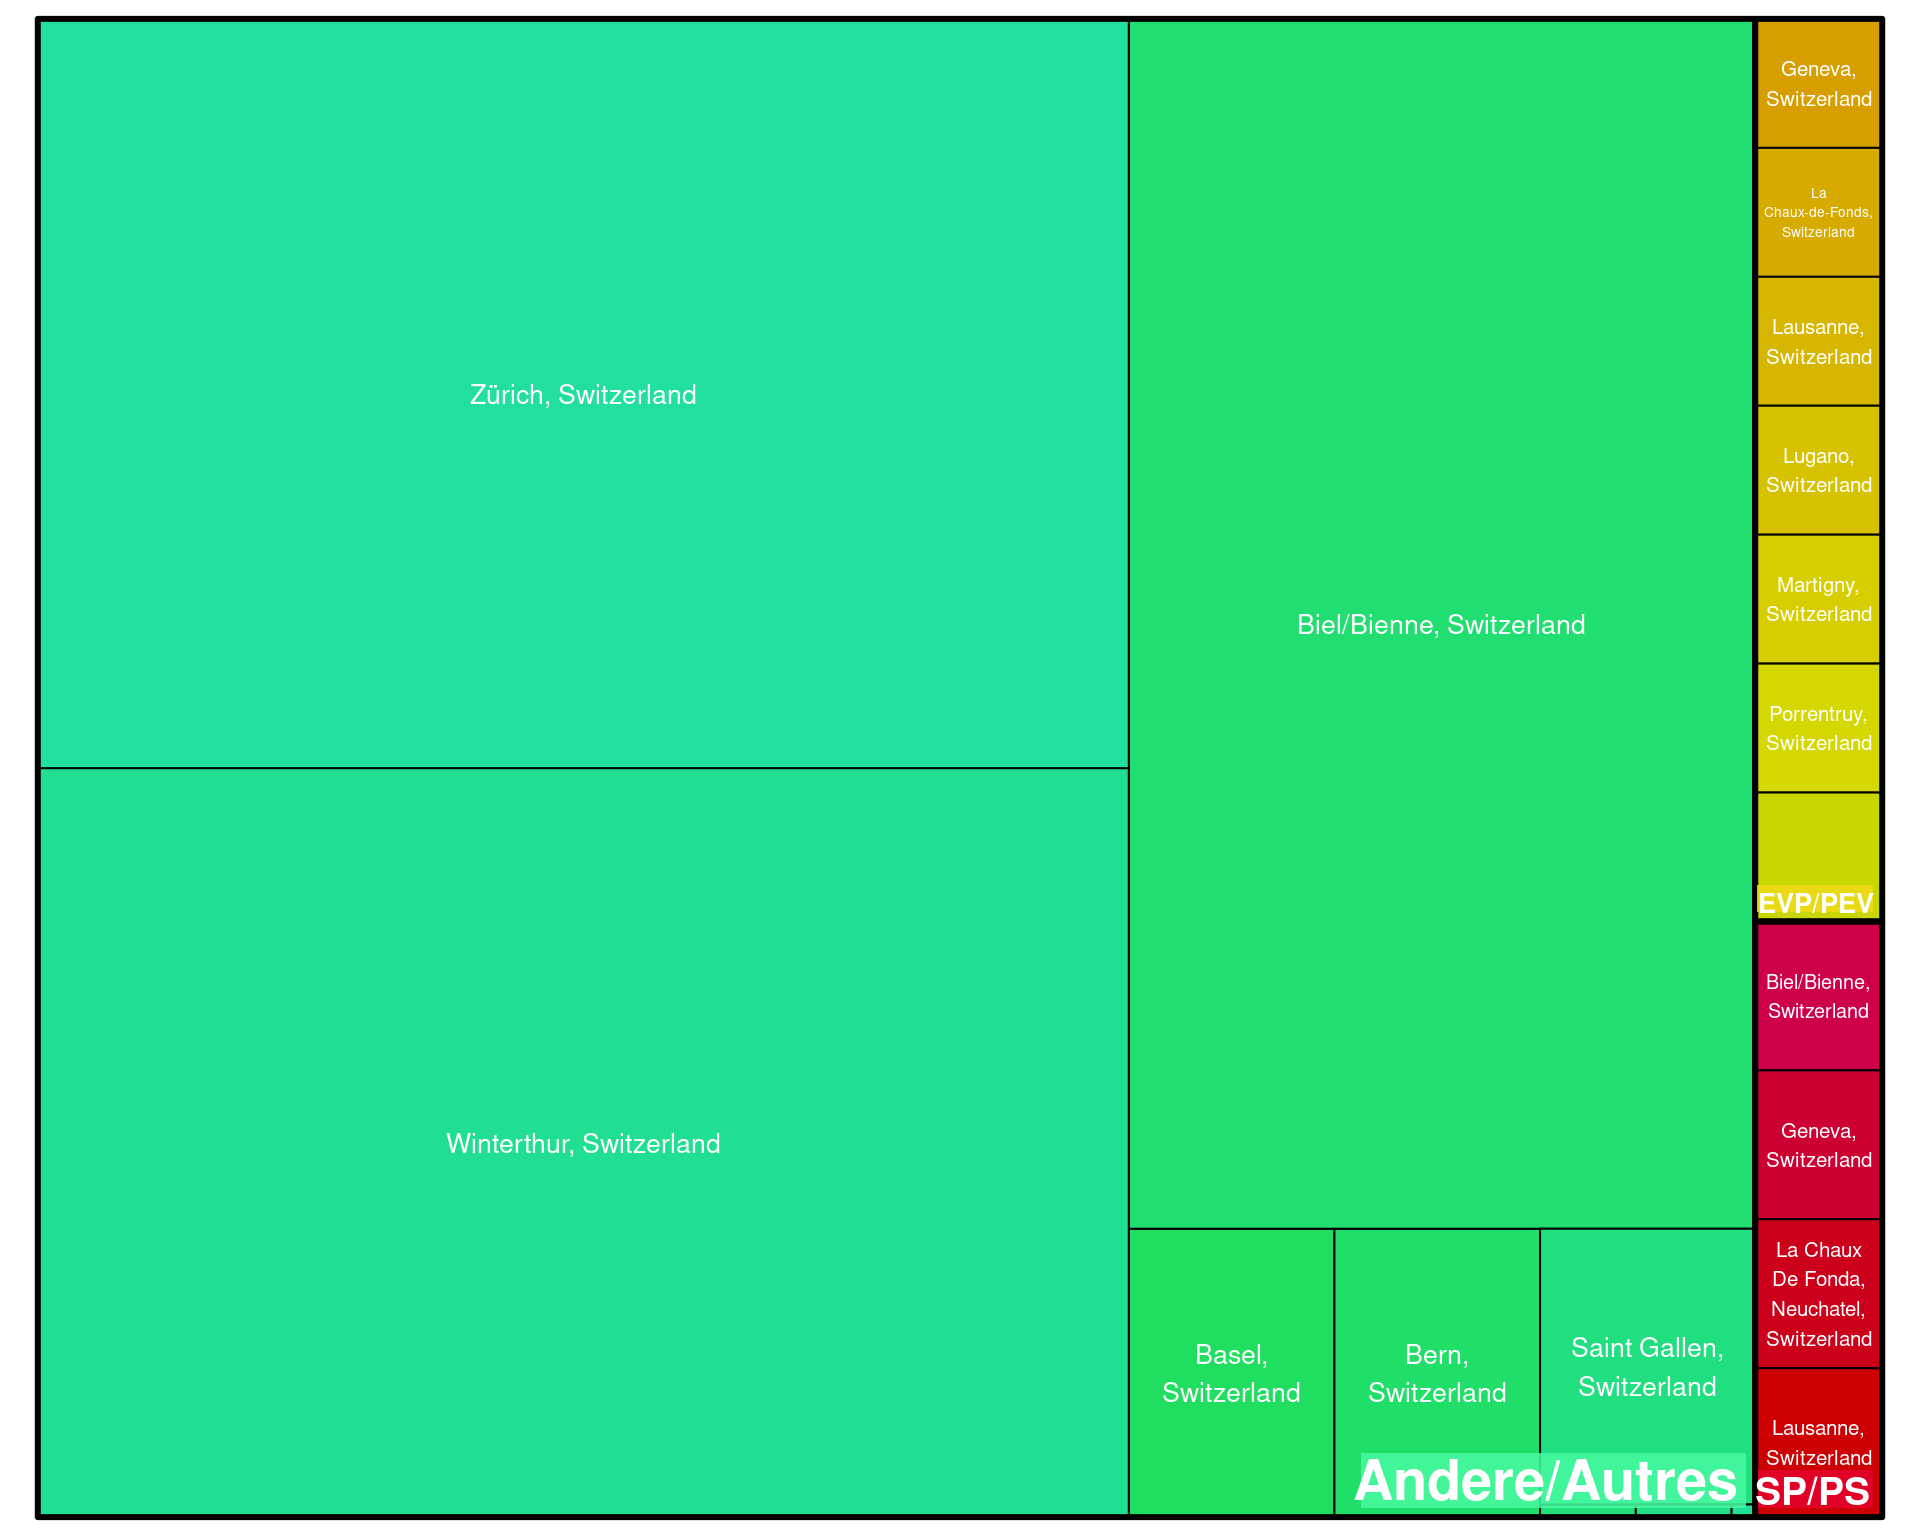 Zürich, Switzerland
Winterthur, Switzerland
Biel/Bienne, Switzerland
Basel,
Switzerland
Bern,
Switzerland
Saint Gallen,
Switzerland
Andere/Autres
Geneva,
Switzerland
La
Chaux-de-Fonds,
Switzerland
Lausanne,
Switzerland
Lugano,
Switzerland
Martigny,
Switzerland
Porrentruy,
Switzerland
EVP/PEV
Biel/Bienne,
Switzerland
Geneva,
Switzerland
La Chaux
De Fonda,
Neuchatel,
Switzerland
Lausanne,
Switzerland
SP/PS